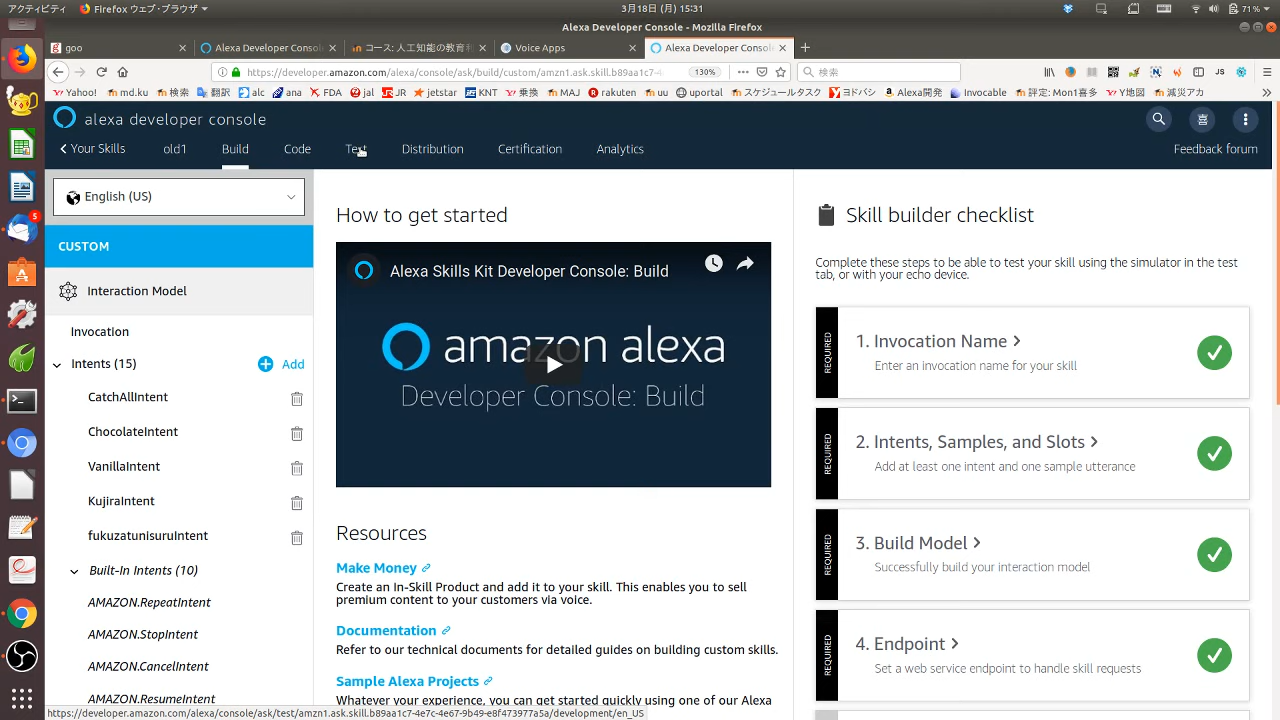 アクティビティ
Firefox ウェブ・ブラウザ
3月18日 (月) 15:31
71%
Alexa Developer Console - Mozilla Firefox
goo
Alexa Developer Consol
コース: 人工知能の教育利
Voice Apps
Alexa Developer Consol
https://developer.amazon.com/alexa/console/ask/build/custom/amzn1.ask.skill.b89aa1c7-4
130%
検索
Yahoo!
md.ku
検索
翻訳
alc
ana
FDA
jal
JR
jetstar
KNT
乗換
MAJ
rakuten
uu
uportal
スケジュールタスク
ヨドバシ
Alexa開発
Invocable
評定: Mon1喜多
Y地図
減災アカ
alexa developer console
喜
Your Skills
old1
Build
Code
Test
Distribution
Certification
Analytics
Feedback forum
English (US)
CUSTOM
Interaction Model
Invocation
Intents (15)
Add
CatchAllIntent
ChocolateIntent
VanillaIntent
KujiraIntent
fukuzatunisuruIntent
Built-In Intents (10)
AMAZON.RepeatIntent
AMAZON.StopIntent
AMAZON.CancelIntent
AMAZON.ResumeIntent
How to get started
Alexa Skills Kit Developer Console: Build
amazon alexa
Developer Console: Build
Resources
Make Money
Create an In-Skill Product and add it to your skill. This enables you to sell
premium content to your customers via voice.
Documentation
Refer to our technical documents for detailed guides on building custom skills.
Sample Alexa Projects
Whatever your experience, you can get started quickly using one of our Alexa
Skill builder checklist
Complete these steps to be able to test your skill using the simulator in the test
tab, or with your echo device.
REQUIRED
1. Invocation Name
Enter an invocation name for your skill
REQUIRED
2. Intents, Samples, and Slots
Add at least one intent and one sample utterance
REQUIRED
3. Build Model
Successfully build your interaction model
REQUIRED
4. Endpoint
Set a web service endpoint to handle skill requests
5
https://developer.amazon.com/alexa/console/ask/test/amzn1.ask.skill.b89aa1c7-4e7c-4e67-9b49-e8f473977a5a/development/en_US